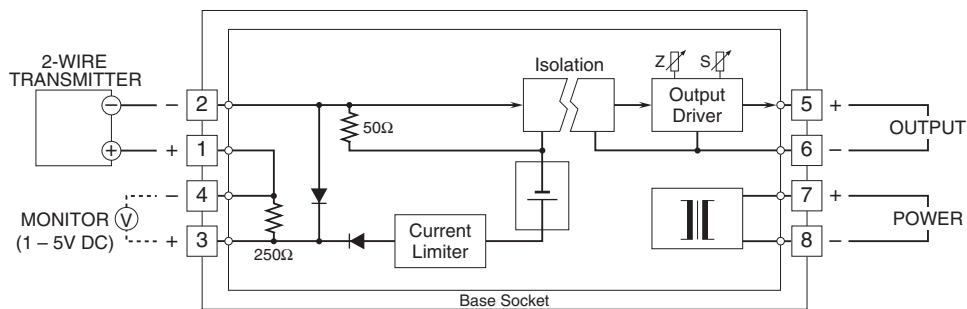 2-WIRE
TRANSMITTER
− − 2
+ + 1
− 4
MONITOR V
(1 – 5V DC) + 3
50Ω
250Ω
Current
Limiter
Isolation
Z S
Output
Driver
5 +
OUTPUT
6 −
7 +
POWER
8 −
Base Socket